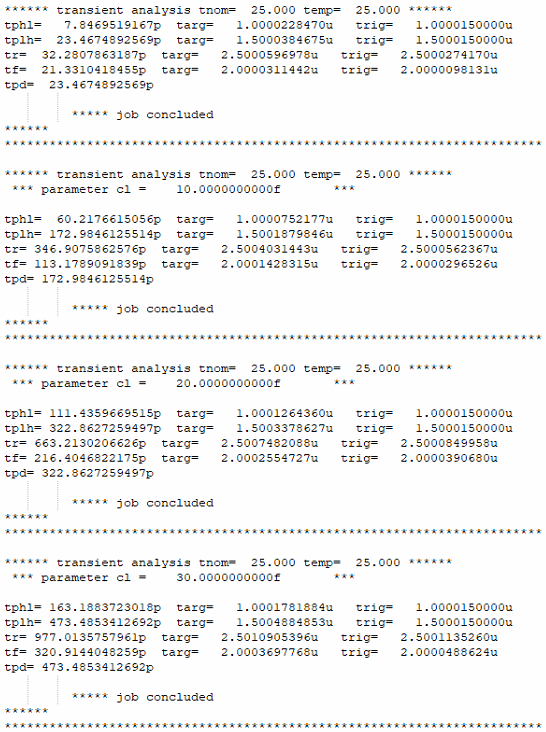 ****** transient analysis tnom= 25.000 temp= 25.000 ******
tphl= 7.8469519167p targ= 1.0000228470u trig= 1.0000150000u
tplh= 23.4674892569p targ= 1.5000384675u trig= 1.5000150000u
tr= 32.2807863187p targ= 2.5000596978u trig= 2.5000274170u
tf= 21.3310418455p targ= 2.0000311442u trig= 2.0000098131u
tpd= 23.4674892569p
***** job concluded
******
*************************************************************************
****** transient analysis tnom= 25.000 temp= 25.000 ******
*** parameter cl = 10.0000000000f ***
tphl= 60.2176615056p targ= 1.0000752177u trig= 1.0000150000u
tplh= 172.9846125514p targ= 1.5001879846u trig= 1.5000150000u
tr= 346.9075862576p targ= 2.5004031443u trig= 2.5000562367u
tf= 113.1789091839p targ= 2.0001428315u trig= 2.0000296526u
tpd= 172.9846125514p
***** job concluded
******
*************************************************************************
****** transient analysis tnom= 25.000 temp= 25.000 ******
*** parameter cl = 20.0000000000f ***
tphl= 111.4359669515p targ= 1.0001264360u trig= 1.0000150000u
tplh= 322.8627259497p targ= 1.5003378627u trig= 1.5000150000u
tr= 663.2130206626p targ= 2.5007482088u trig= 2.5000849958u
tf= 216.4046822175p targ= 2.0002554727u trig= 2.0000390680u
tpd= 322.8627259497p
***** job concluded
******
*************************************************************************
****** transient analysis tnom= 25.000 temp= 25.000 ******
*** parameter cl = 30.0000000000f ***
tphl= 163.1883723018p targ= 1.0001781884u trig= 1.0000150000u
tplh= 473.4853412692p targ= 1.5004884853u trig= 1.5000150000u
tr= 977.0135757961p targ= 2.5010905396u trig= 2.5001135260u
tf= 320.9144048259p targ= 2.0003697768u trig= 2.0000488624u
tpd= 473.4853412692p
***** job concluded
******
*************************************************************************